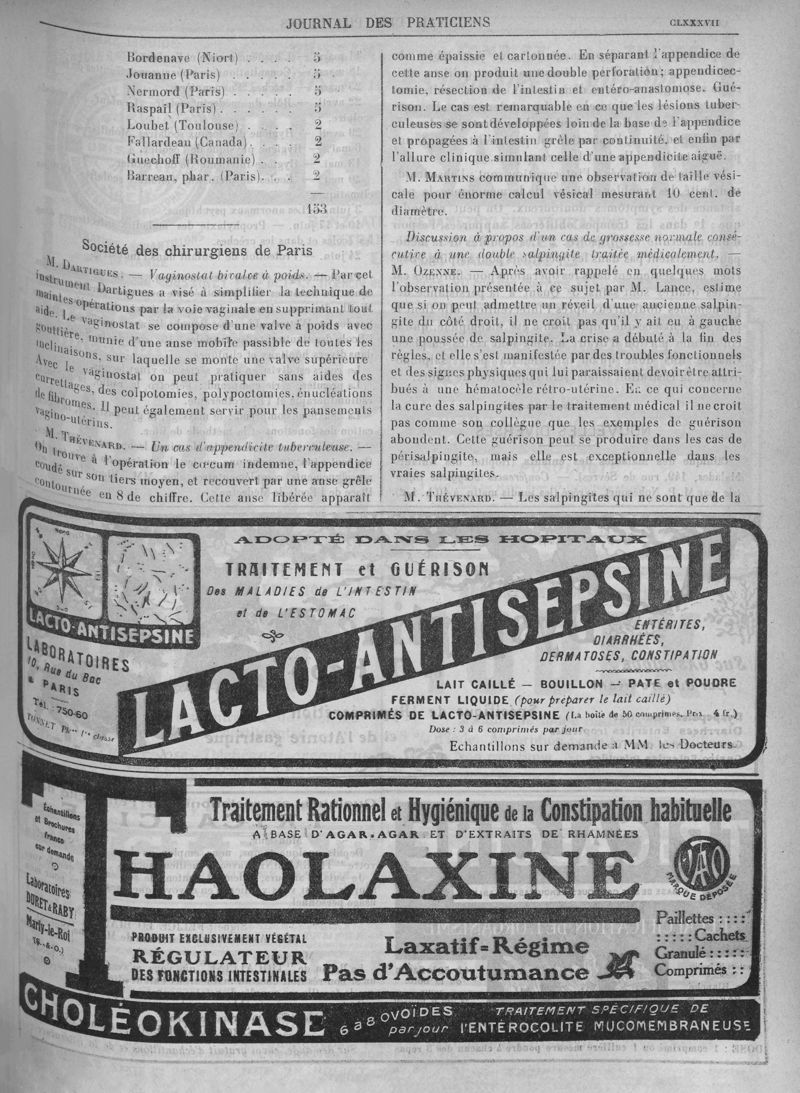 JOURNAL DES PRATICIENS
CLXXXVII
Bordenave (Niort) . . . . 5
Jouanne (Paris) . . . . . 5
Nermord (Paris) . . . . . 5
Raspail (Paris) . . . . . . 5
Loubet (Toulouse) . . . . 2
Fallardeau (Canada) . . . 2
Guechoff (Roumanie) . . 2
Barreau, phar. (Paris). . . 2
153
Société des chirurgiens de Paris
M. DARTIGUES. — Vaginostat bivalce à poids. — Par cet
instrument Dartigues a visé à simplifier la technique de
maintes opérations par la voie vaginale en supprimant tout
aide. Le vaginostat se compose d'une valve à poids avec
gouttière, munie d'une anse mobile passible de toutes les
inclinaisons, sur laquelle se monte une valve supérieure
Avec le vaginostat on peut pratiquer sans aides des
currettages, des colpotomies, polypoctomies, énucléations
de fibromes. Il peut également servir pour les pansements
vagino-utérins.
M. THÉVENARD. — Un cas d'appendicite tuberculeuse. —
On trouve à l'opération le cœcum indemne, l'appendice
coudé sur son tiers moyen, et recouvert par une anse grêle
contournée en 8 de chiffre. Cette anse libérée apparaît
comme épaissie et cartonnée. En séparant l'appendice de
cette anse on produit une double perforation; appendicec-
tomie, résection de l'intestin et entéro-anastomose. Gué-
rison. Le cas est remarquable en ce que les lésions tuber-
culeuses se sont développées loin de la base de l'appendice
et propagées à l'intestin grêle par continuité, et enfin par
l'allure clinique simulant celle d'une appendicite aiguë.
M. MARTINS communique une observation de taille vési-
cale pour énorme calcul vésical mesurant 10 cent. de
diamètre.
Discussion à propos d'un cas de grossesse normale consé-
cutive à une double salpingite traitée médicalement. —
M. OZENNE. — Après avoir rappelé en quelques mots
l'observation présentée à ce sujet par M. Lance, estime
que si on peut admettre un réveil d'une ancienne salpin-
gite du côté droit, il ne croit pas qu'il y ait eu à gauche
une poussée de salpingite. La crise a débuté à la fin des
règles, et elle s'est manifestée par des troubles fonctionnels
et des signes physiques qui lui paraissaient devoir être attri-
bués à une hématocèle rétro-utérine. En ce qui concerne
la cure des salpingites par le traitement médical il ne croit
pas comme son collègue que les exemples de guérison
abondent. Cette guérison peut se produire dans les cas de
périsalpingite, mais elle est exceptionnelle dans les
vraies salpingites.
M. THÉVENARD. — Les salpingites qui ne sont que de la
LACTO-ANTISEPSINE
LABORATOIRES
10, Rue du Bac
à PARIS
Tél. : 750-60
TONNET Phien 1re classe
ADOPTÉ DANS LES HOPITAUX
TRAITEMENT et GUÉRISON
Des MALADIES de L'INTESTIN
et de L'ESTOMAC
LACTO-ANTISEPSINE
ENTÉRITES,
DIARRHÉES,
DERMATOSES, CONSTIPATION
LAIT CAILLÉ — BOUILLON — PATE et POUDRE
FERMENT LIQUIDE (pour préparer le lait caillé)
COMPRIMÉS DE LACTO-ANTISEPSINE (La boîte de 50 comprimés. Prix 4 fr.)
Dose : 3 à 6 comprimés par jour
Echantillons sur demande à MM. les Docteurs.
Échantillons
et Brochures
franco
sur demande
Laboratoires
DURET & RABY
Marly-le-Roi
(S.-&-O.)
Traitement Rationnel et Hygiénique de la Constipation habituelle
A BASE D'AGAR-AGAR ET D'EXTRAITS DE RHAMNÉES
THAOLAXINE
MARQUE DÉPOSÉE
PRODUIT EXCLUSIVEMENT VÉGÉTAL
RÉGULATEUR
DES FONCTIONS INTESTINALES
Laxatif-Régime
Pas d'Accoutumance
Paillettes : : : :
: : : : : Cachets
Granulé : : : : :
Comprimés : :
CHOLÉOKINASE
6 à 8 OVOÏDES
par jour
TRAITEMENT SPÉCIFIQUE DE
l'ENTÉROCOLITE MUCOMEMBRANEUSE